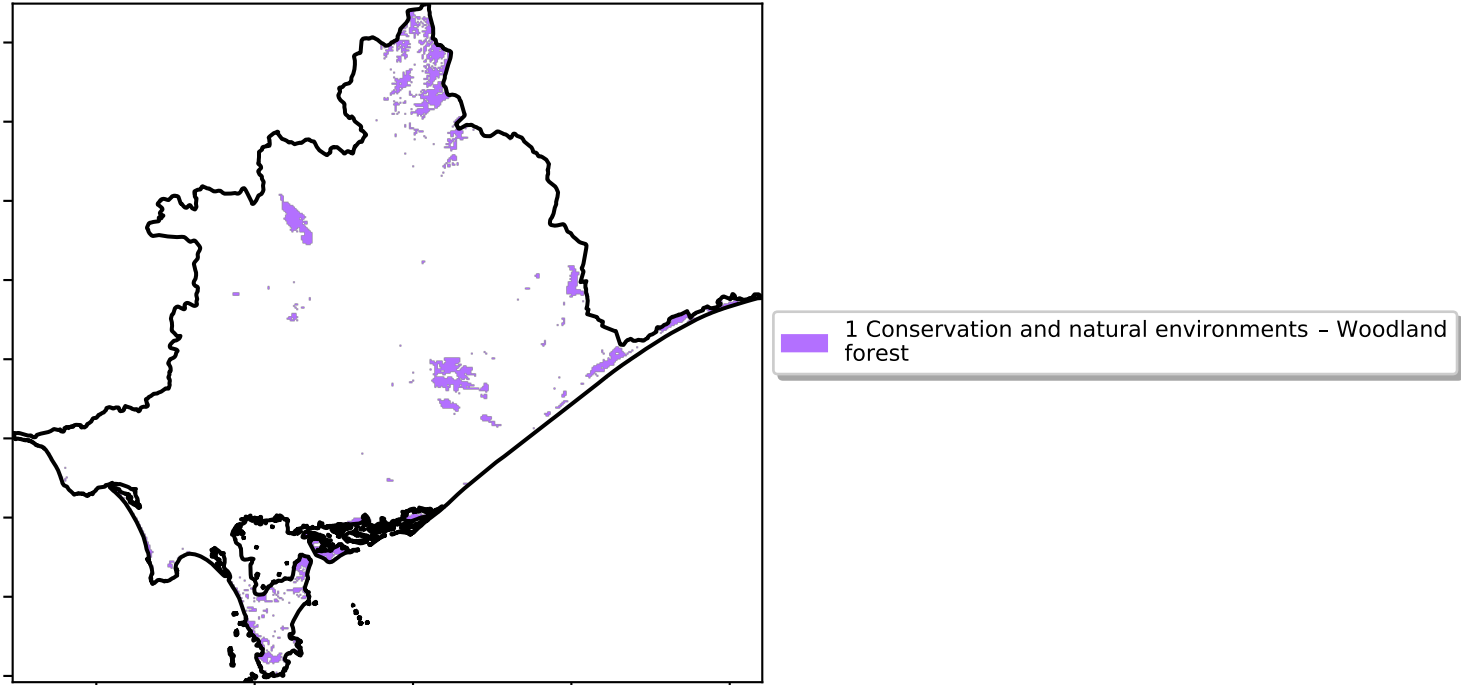 1 Conservation and natural environments – Woodland
forest